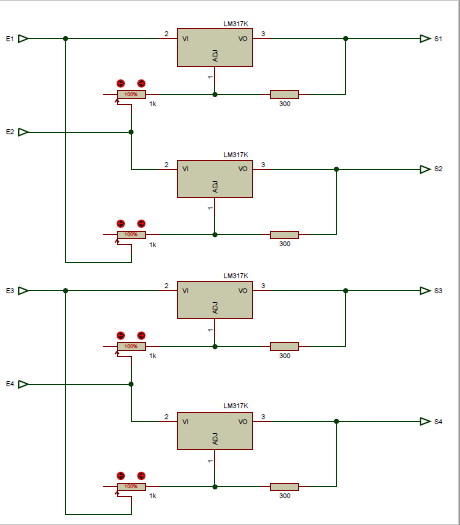 LM317K
E1 2 VI VO 3 S1
ADJ
1
100%
1k 300
E2
LM317K
2 VI VO 3 S2
ADJ
1
100%
1k 300
LM317K
E3 2 VI VO 3 S3
ADJ
1
100%
1k 300
E4
LM317K
2 VI VO 3 S4
ADJ
1
100%
1k 300